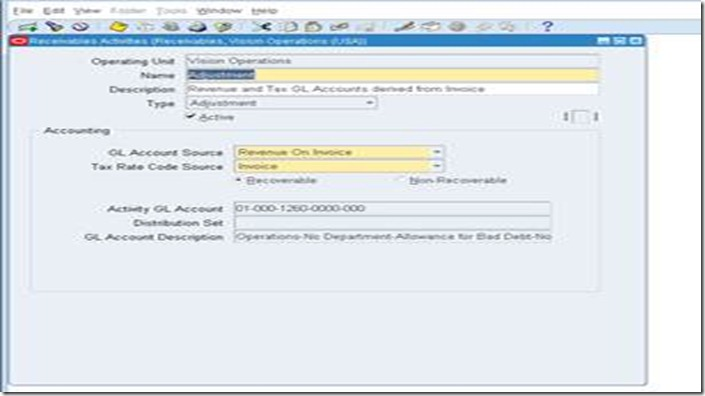 File Edit View Folder Tools Window Help
Receivables Activities (Receivables, Vision Operations (USA))
Operating Unit Vision Operations
Name Adjustment
Description Revenue and Tax GL Accounts derived from Invoice
Type Adjustment
Active
Accounting
GL Account Source Revenue On Invoice
Tax Rate Code Source Invoice
Recoverable Non-Recoverable
Activity GL Account 01-000-1260-0000-000
Distribution Set
GL Account Description Operations-No Department-Allowance for Bad Debt-No